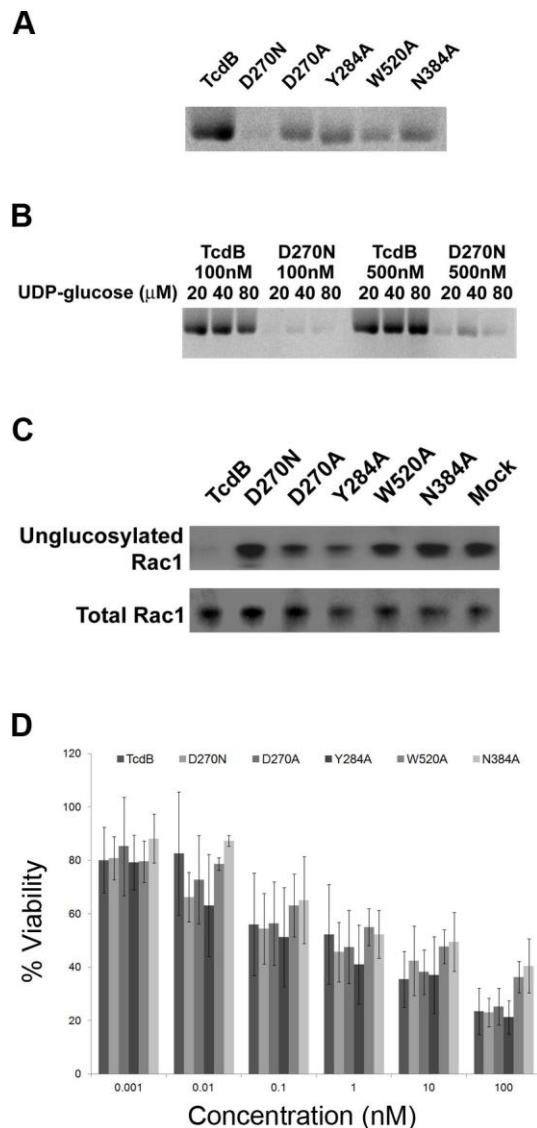 A
TcdB D270N D270A Y284A W520A N384A
B
TcdB 100nM D270N 100nM TcdB 500nM D270N 500nM
UDP-glucose (μM) 20 40 80 20 40 80 20 40 80 20 40 80
C
TcdB D270N D270A Y284A W520A N384A Mock
Unglucosylated
Rac1
Total Rac1
D
TcdB D270N D270A Y284A W520A N384A
120
100
80
60
40
20
0
% Viability
0.001 0.01 0.1 1 10 100
Concentration (nM)